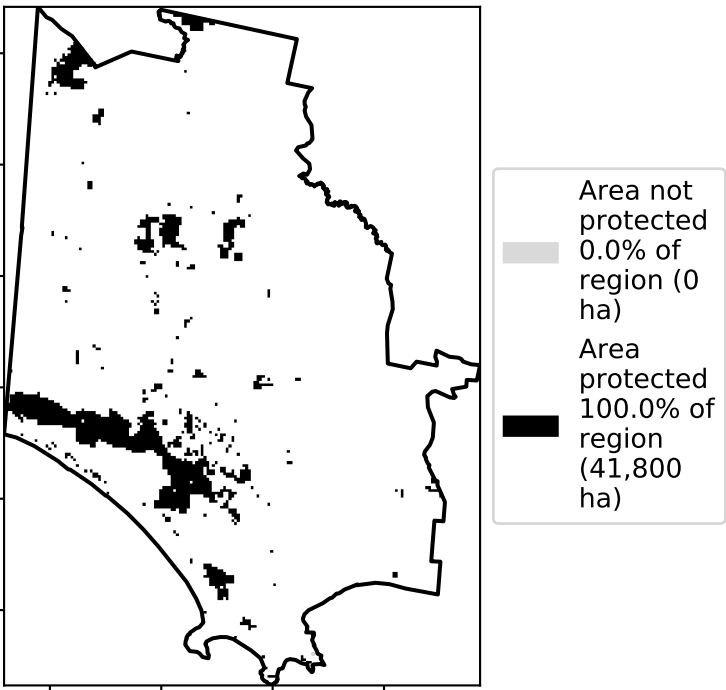 Area not
protected
0.0% of
region (0
ha)
Area
protected
100.0% of
region
(41,800
ha)